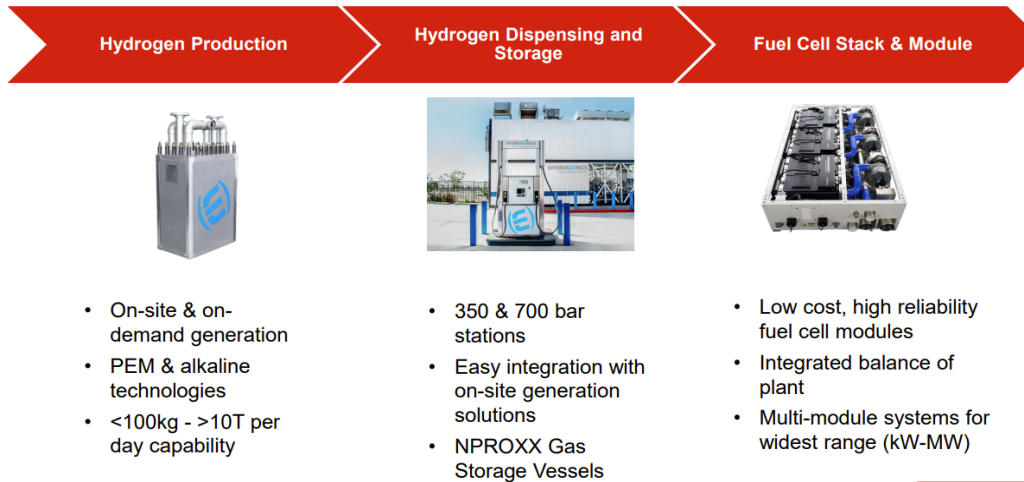 Hydrogen Production
Hydrogen Dispensing and
Storage
Fuel Cell Stack & Module
HYDROGENICS
HYDROGENICS
• On-site & on-
demand generation
• PEM & alkaline
technologies
• <100kg - >10T per
day capability
• 350 & 700 bar
stations
• Easy integration with
on-site generation
solutions
• NPROXX Gas
Storage Vessels
• Low cost, high reliability
fuel cell modules
• Integrated balance of
plant
• Multi-module systems for
widest range (kW-MW)